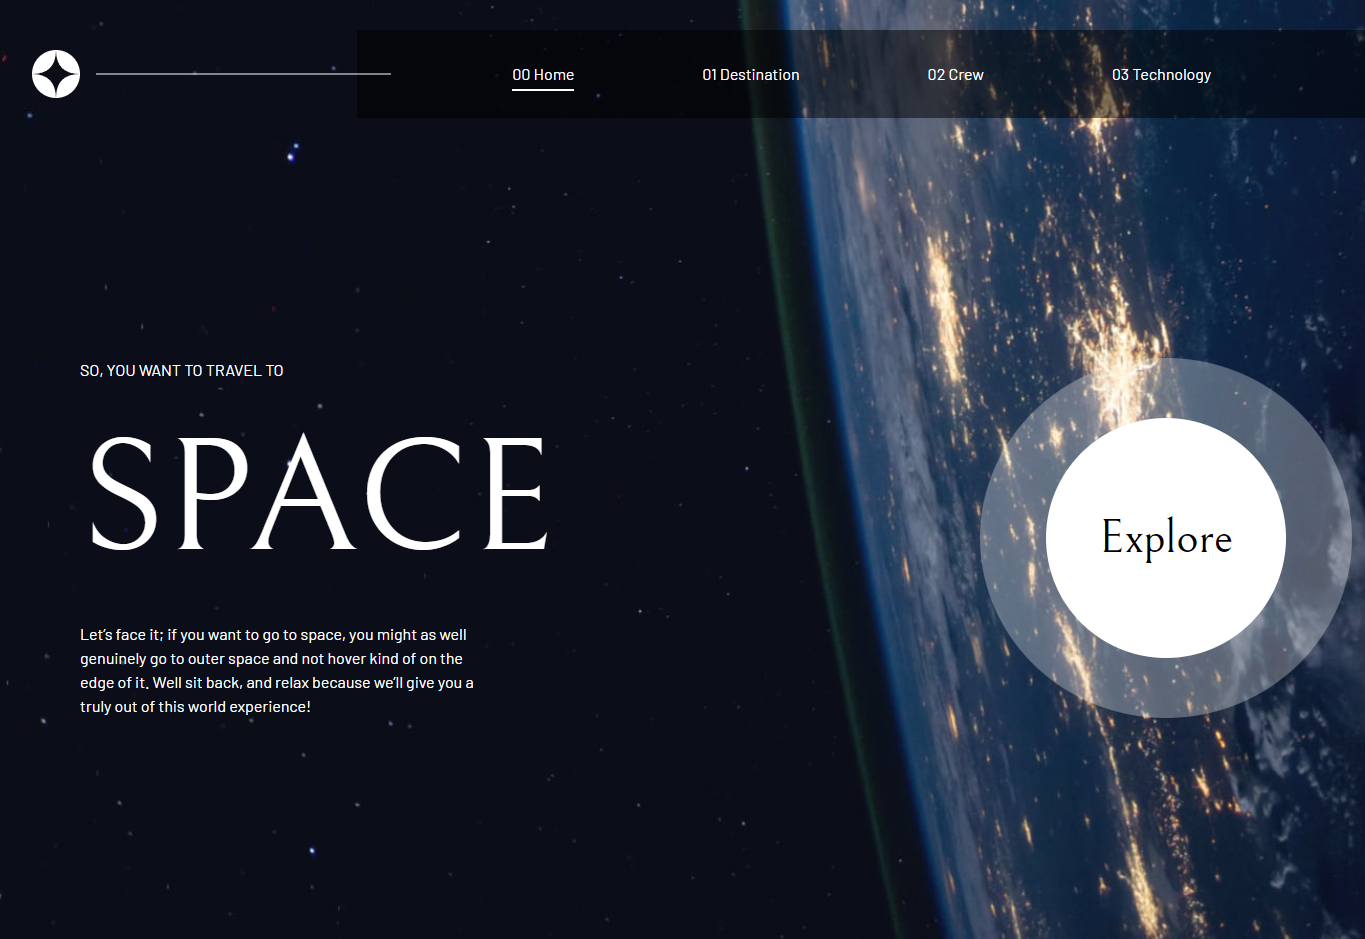 00 Home
01 Destination
02 Crew
03 Technology
SO, YOU WANT TO TRAVEL TO
SPACE
Explore
Let’s face it; if you want to go to space, you might as well
genuinely go to outer space and not hover kind of on the
edge of it. Well sit back, and relax because we’ll give you a
truly out of this world experience!